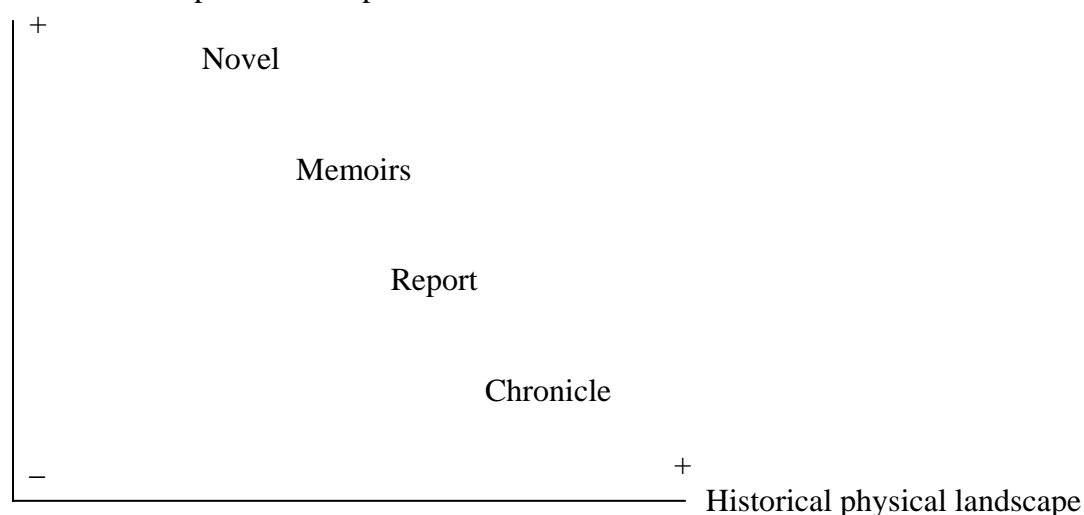 +
Novel
Memoirs
Report
Chronicle
– +
Historical physical landscape